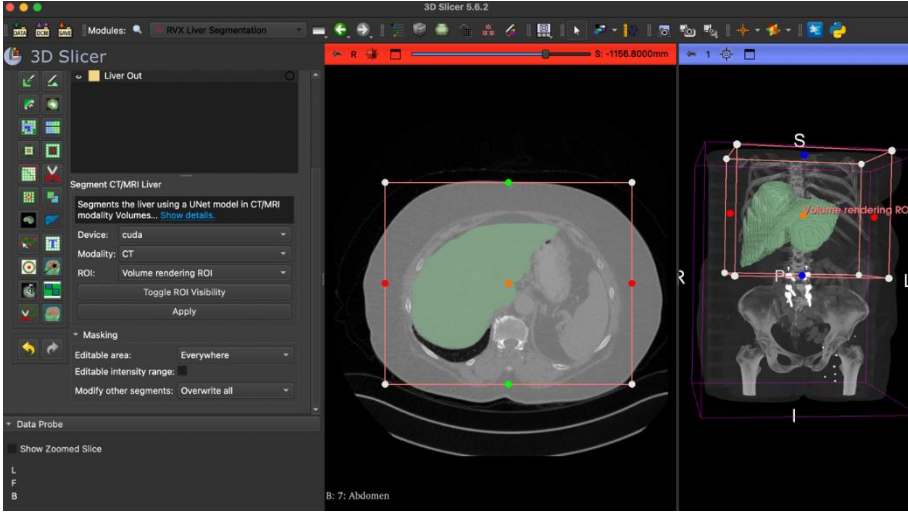 3D Slicer 5.6.2
DATA DCM SAVE Modules: RVX Liver Segmentation
3D Slicer
R S: -1156.8000mm
1
Liver Out
Segment CT/MRI Liver
Segments the liver using a UNet model in CT/MRI
modality Volumes... Show details.
Device: cuda
Modality: CT
ROI: Volume rendering ROI
Toggle ROI Visibility
Apply
Masking
Editable area: Everywhere
Editable intensity range:
Modify other segments: Overwrite all
Data Probe
Show Zoomed Slice
L
F
B
B: 7: Abdomen
S
Volume rendering RO
R P L
I